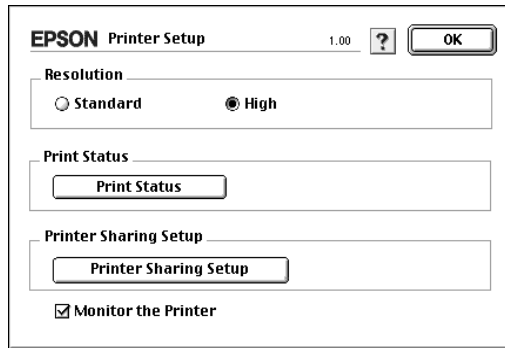 EPSON Printer Setup 1.00 ? OK
Resolution
Standard High
Print Status
Print Status
Printer Sharing Setup
Printer Sharing Setup
Monitor the Printer